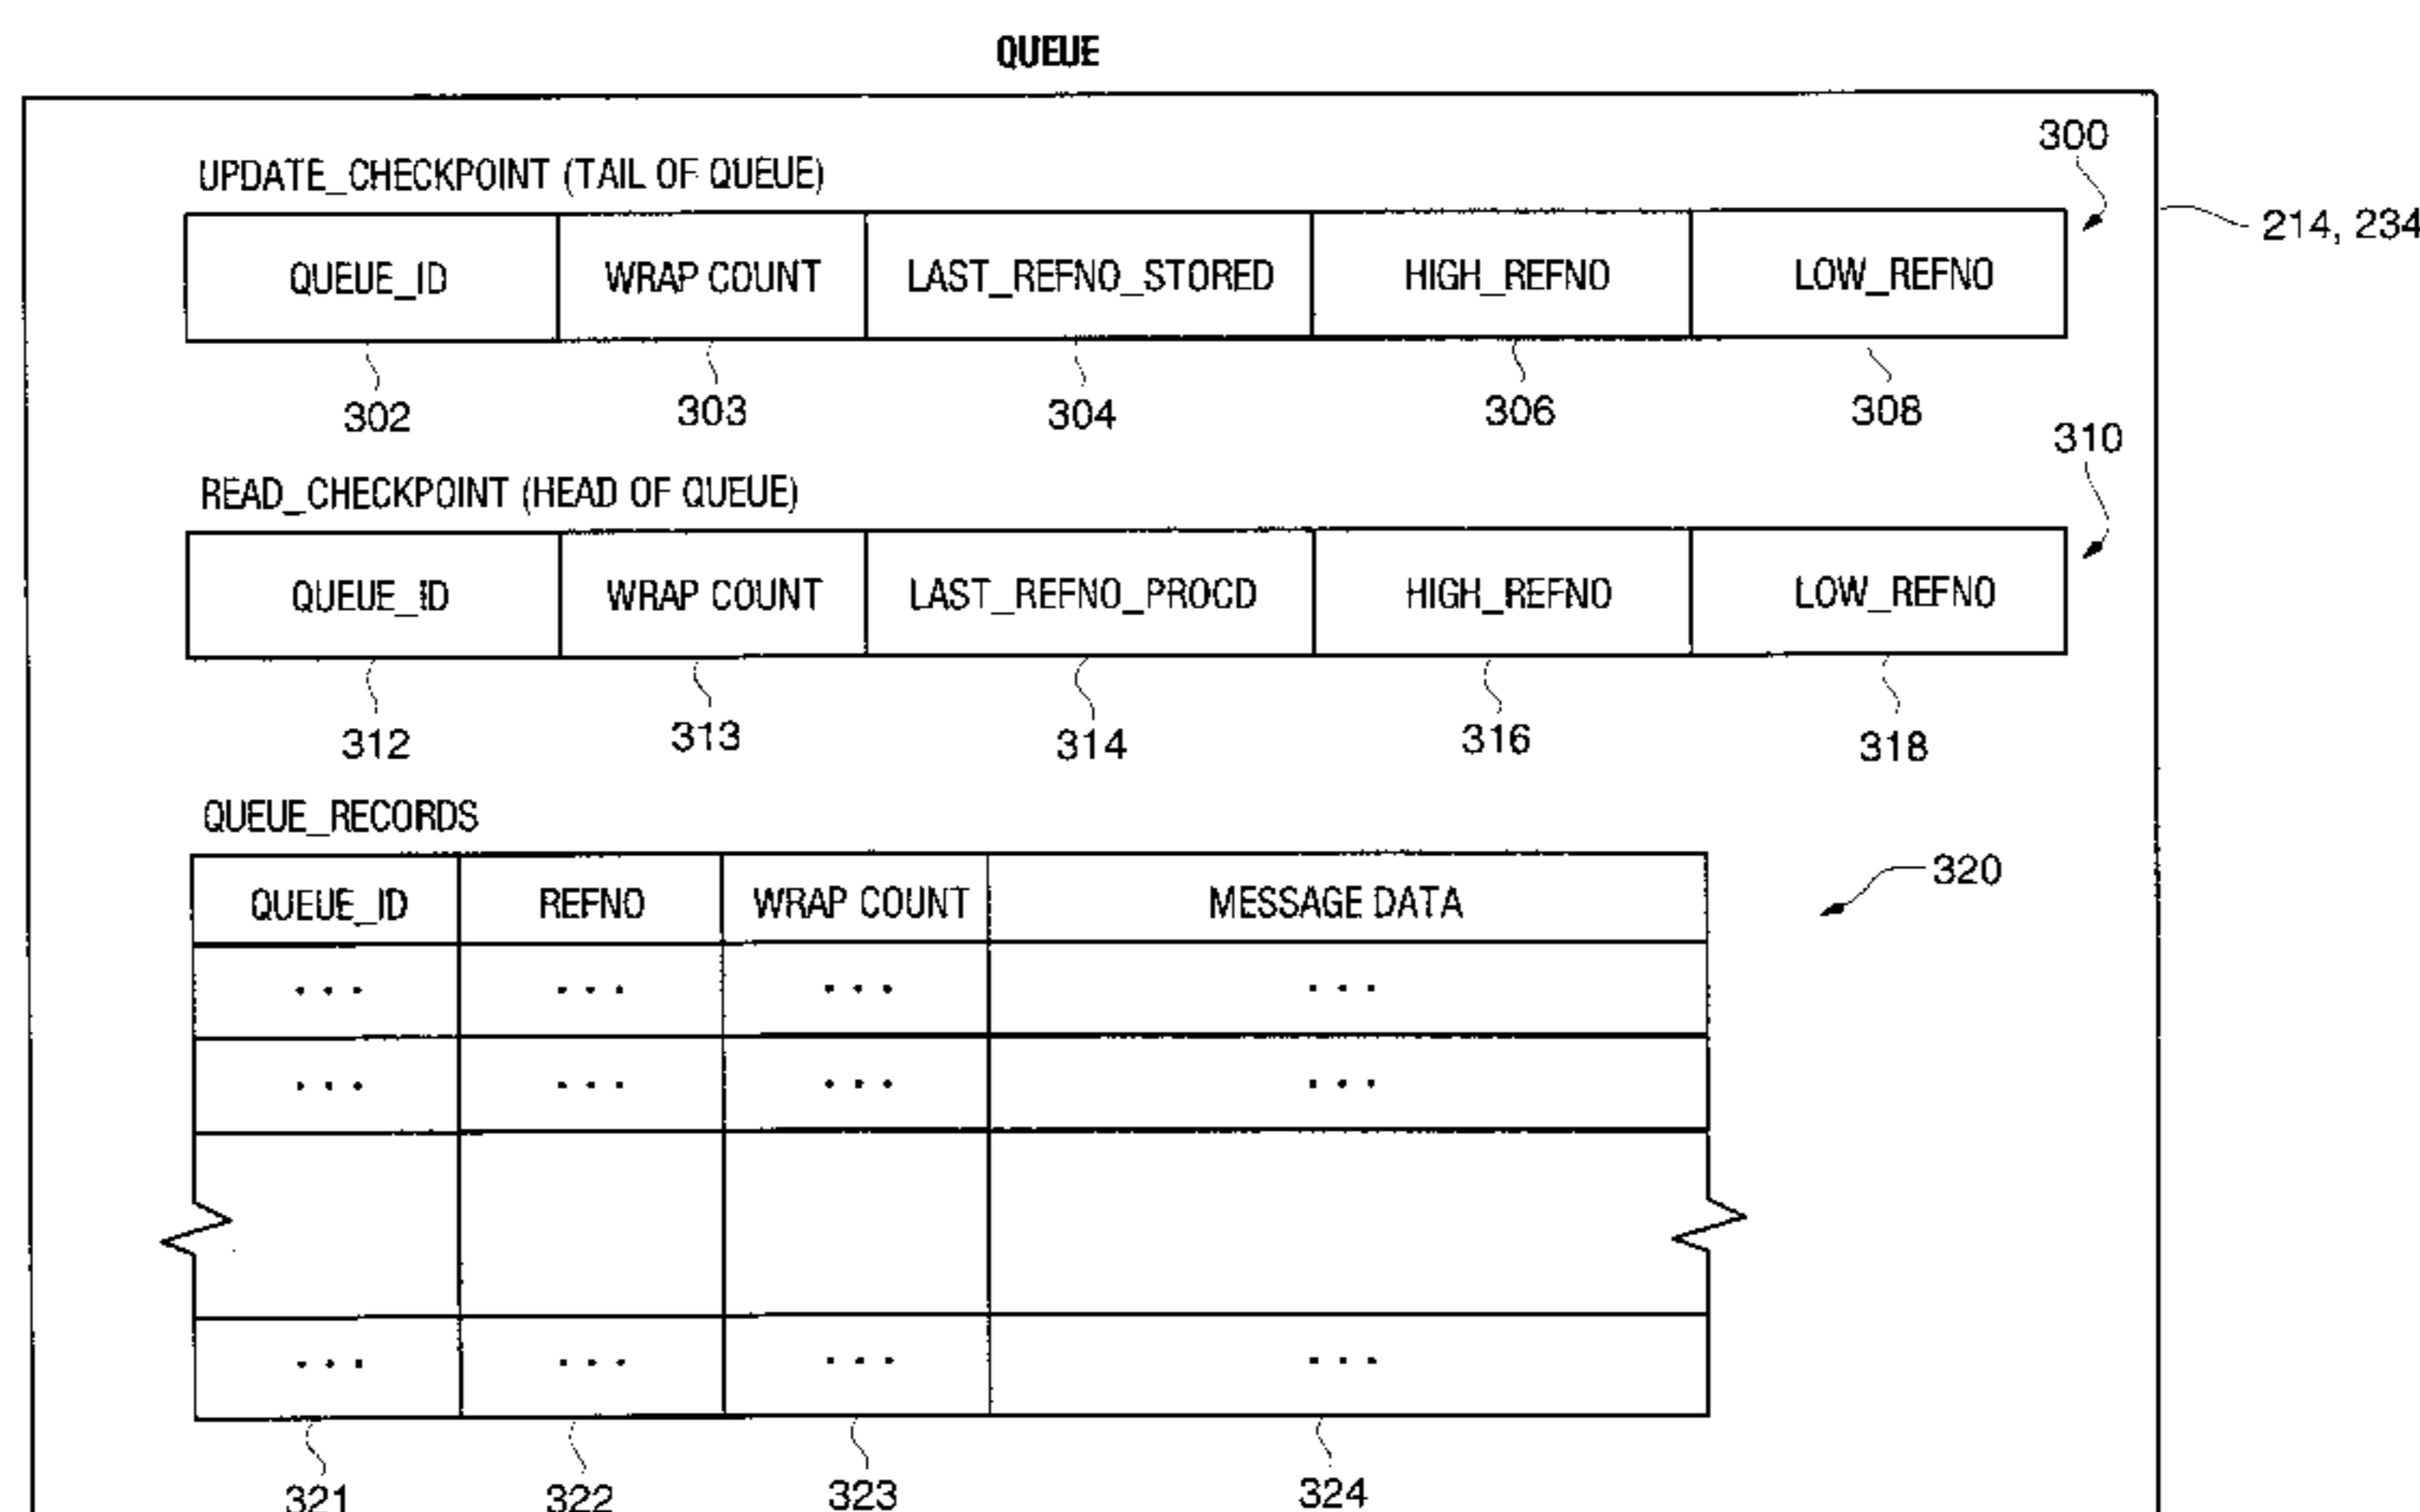 QUEUE
300
UPDATE_CHECKPOINT (TAIL OF QUEUE)
214, 234
QUEUE_ID WRAP COUNT LAST_REFNO_STORED HIGH_REFNO LOW_REFNO
302 303 304 306 308
310
READ_CHECKPOINT (HEAD OF QUEUE)
QUEUE_ID WRAP COUNT LAST_REFNO_PROCD HIGH_REFNO LOW_REFNO
312 313 314 316 318
QUEUE_RECORDS
320
QUEUE_ID REFNO WRAP COUNT MESSAGE DATA
... ... ... ...
... ... ... ...
... ... ... ...
321 322 323 324